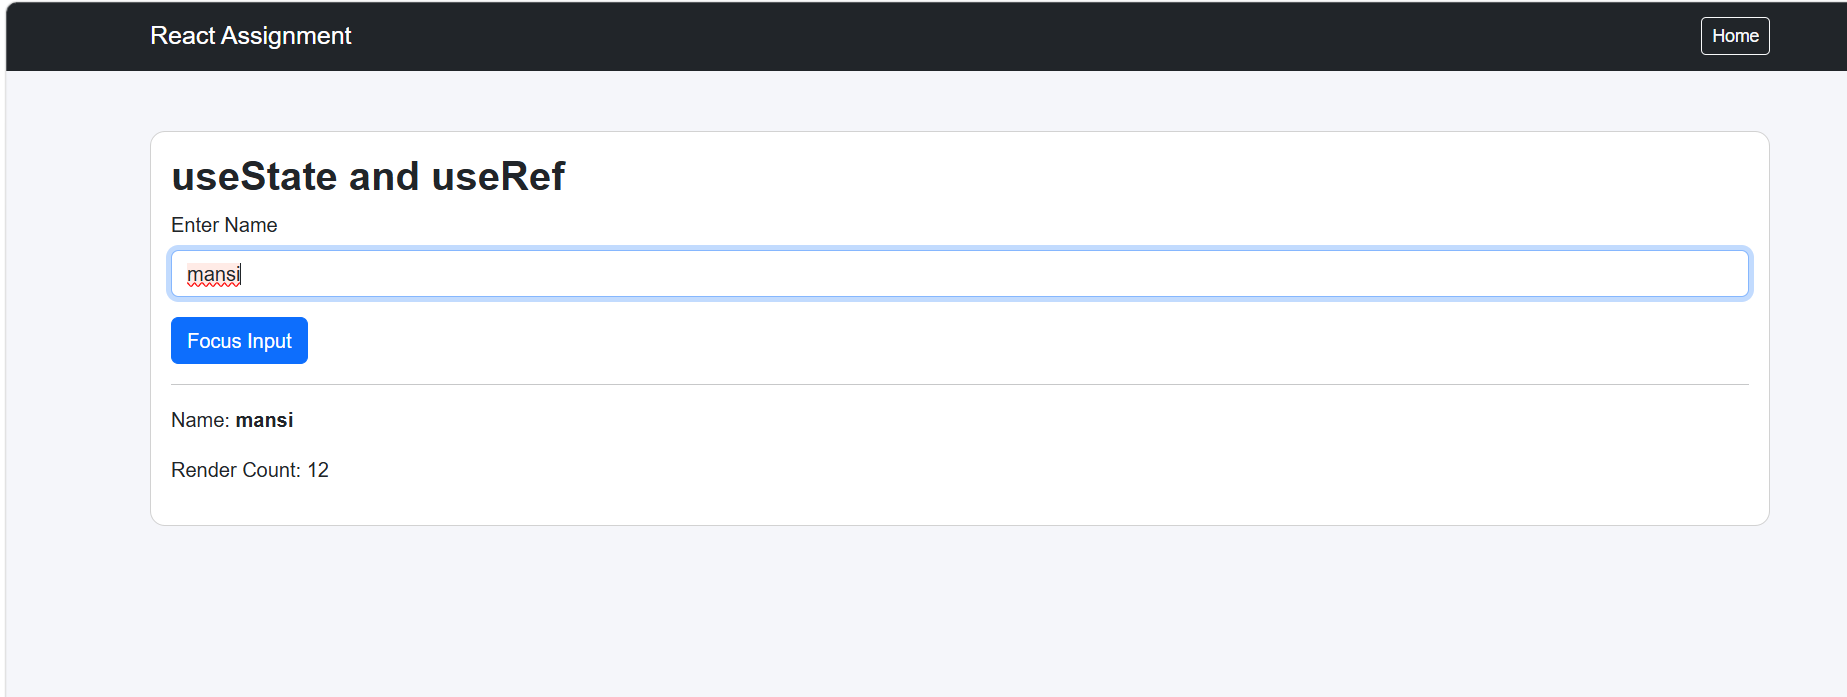 React Assignment
Home
useState and useRef
Enter Name
mansi
Focus Input
Name: mansi
Render Count: 12